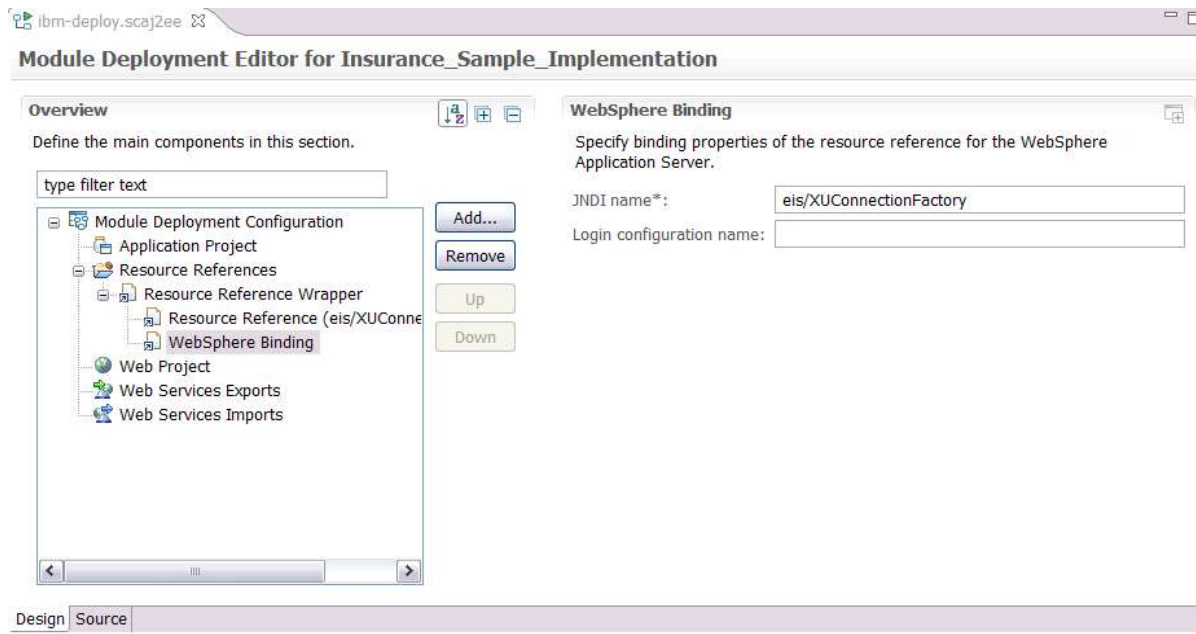 ibm-deploy.scaj2ee
Module Deployment Editor for Insurance_Sample_Implementation
Overview
Define the main components in this section.
type filter text
Module Deployment Configuration
Application Project
Resource References
Resource Reference Wrapper
Resource Reference (eis/XUConne
WebSphere Binding
Web Project
Web Services Exports
Web Services Imports
Add...
Remove
Up
Down
WebSphere Binding
Specify binding properties of the resource reference for the WebSphere
Application Server.
JNDI name*: eis/XUConnectionFactory
Login configuration name:
Design Source